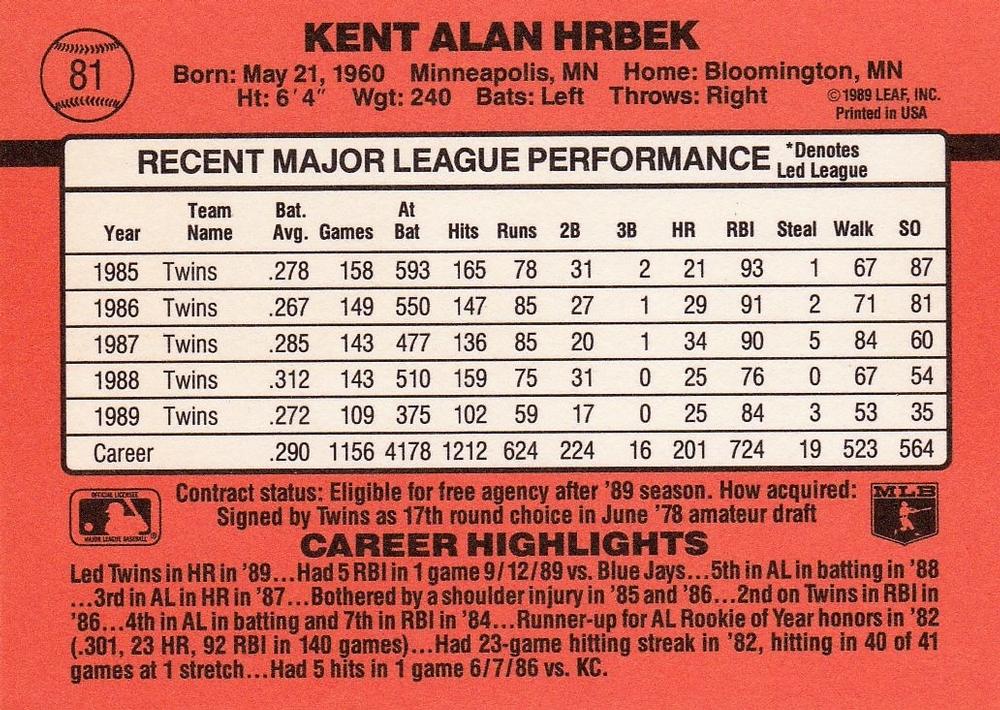 KENT ALAN HRBEK
81
Born: May 21, 1960 Minneapolis, MN Home: Bloomington, MN
Ht: 6'4" Wgt: 240 Bats: Left Throws: Right
©1989 LEAF, INC.
Printed in USA
RECENT MAJOR LEAGUE PERFORMANCE *Denotes Led League
Year Team Name Bat. Avg. Games At Bat Hits Runs 2B 3B HR RBI Steal Walk SO
1985 Twins .278 158 593 165 78 31 2 21 93 1 67 87
1986 Twins .267 149 550 147 85 27 1 29 91 2 71 81
1987 Twins .285 143 477 136 85 20 1 34 90 5 84 60
1988 Twins .312 143 510 159 75 31 0 25 76 0 67 54
1989 Twins .272 109 375 102 59 17 0 25 84 3 53 35
Career .290 1156 4178 1212 624 224 16 201 724 19 523 564
OFFICIAL LICENSEE
MAJOR LEAGUE BASEBALL
Contract status: Eligible for free agency after '89 season. How acquired:
Signed by Twins as 17th round choice in June '78 amateur draft
MLB
CAREER HIGHLIGHTS
Led Twins in HR in '89...Had 5 RBI in 1 game 9/12/89 vs. Blue Jays...5th in AL in batting in '88
...3rd in AL in HR in '87...Bothered by a shoulder injury in '85 and '86...2nd on Twins in RBI in
'86...4th in AL in batting and 7th in RBI in '84...Runner-up for AL Rookie of Year honors in '82
(.301, 23 HR, 92 RBI in 140 games)...Had 23-game hitting streak in '82, hitting in 40 of 41
games at 1 stretch...Had 5 hits in 1 game 6/7/86 vs. KC.